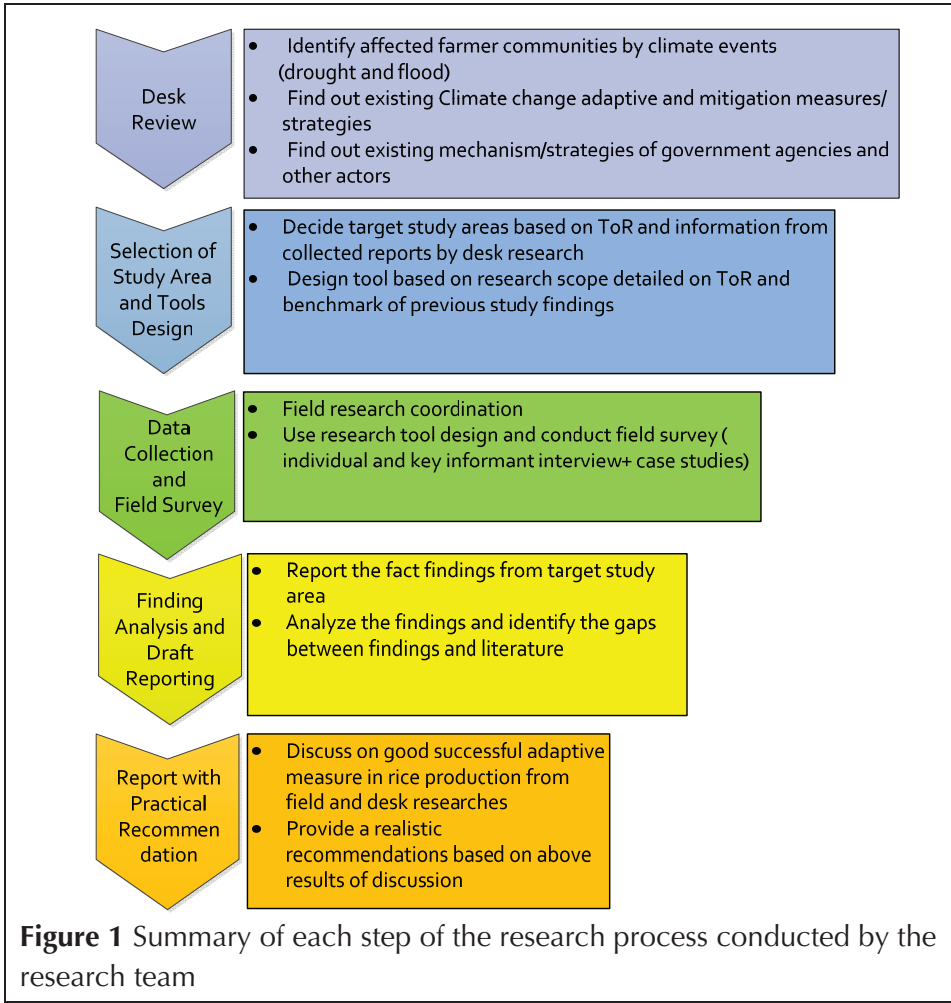 Desk
Review
• Identify affected farmer communities by climate events
(drought and flood)
• Find out existing Climate change adaptive and mitigation measures/
strategies
• Find out existing mechanism/strategies of government agencies and
other actors
Selection of
Study Area
and Tools
Design
• Decide target study areas based on ToR and information from
collected reports by desk research
• Design tool based on research scope detailed on ToR and
benchmark of previous study findings
Data
Collection
and
Field Survey
• Field research coordination
• Use research tool design and conduct field survey (
individual and key informant interview+ case studies)
Finding
Analysis and
Draft
Reporting
• Report the fact findings from target study
area
• Analyze the findings and identify the gaps
between findings and literature
Report with
Practical
Recommen
dation
• Discuss on good successful adaptive
measure in rice production from
field and desk researches
• Provide a realistic
recommendations based on above
results of discussion
Figure 1 Summary of each step of the research process conducted by the
research team